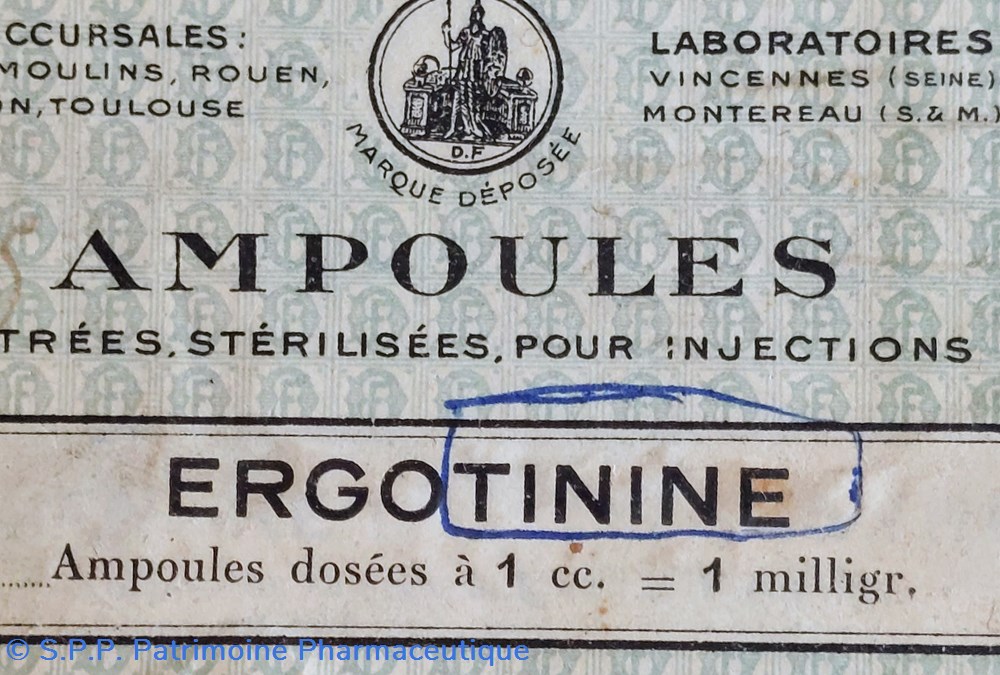 CCURSALES:
MOULINS, ROUEN,
N, TOULOUSE
D.F
MARQUE DÉPOSÉE
LABORATOIRES
VINCENNES (SEINE)
MONTEREAU (S.& M.)
AMPOULES
TRÉES, STÉRILISÉES, POUR INJECTIONS
ERGOTININE
Ampoules dosées à 1 cc. = 1 milligr.
© S.P.P. Patrimoine Pharmaceutique